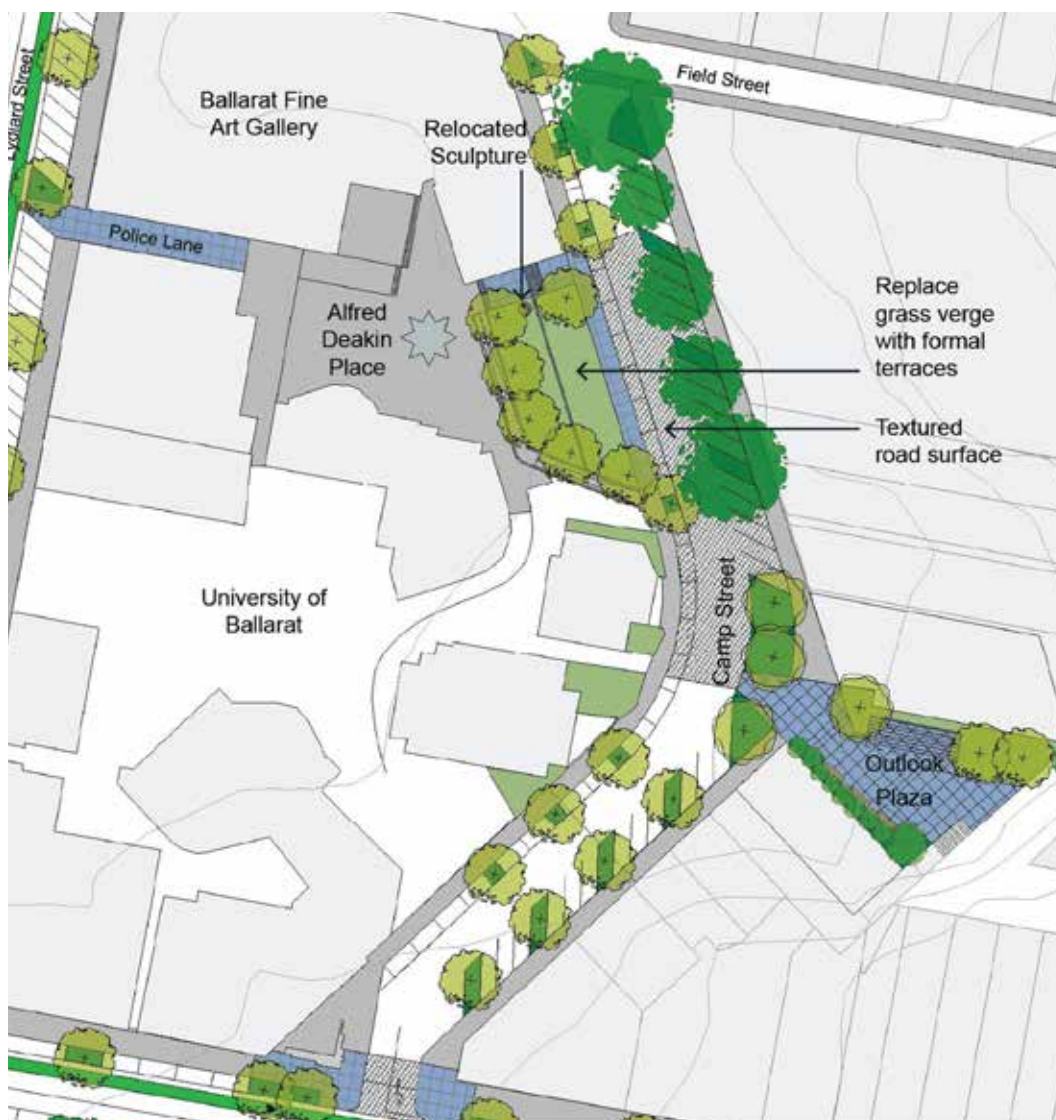 Lydiard Street
Ballarat Fine
Art Gallery
Field Street
Relocated
Sculpture
Police Lane
Alfred
Deakin
Place
Replace
grass verge
with formal
terraces
Textured
road surface
University of
Ballarat
Camp Street
Outlook
Plaza